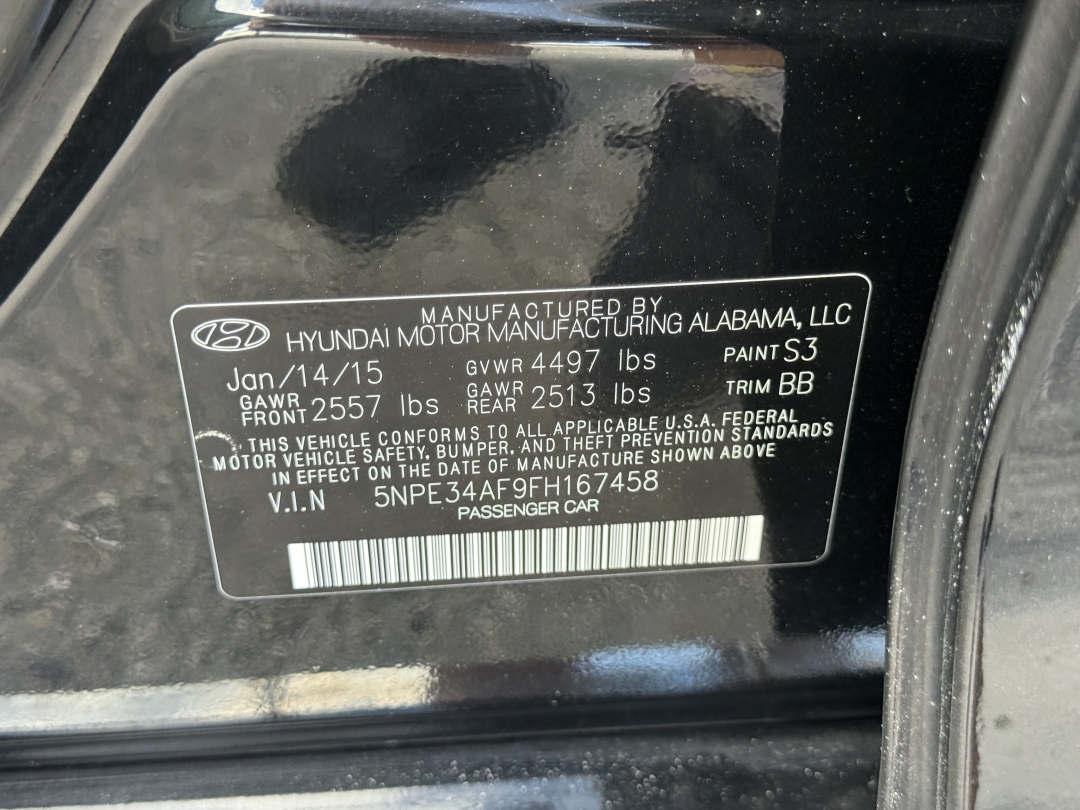 MANUFACTURED BY
HYUNDAI MOTOR MANUFACTURING ALABAMA, LLC
Jan/14/15 GVWR 4497 lbs PAINT S3
GAWR FRONT 2557 lbs GAWR REAR 2513 lbs TRIM BB
THIS VEHICLE CONFORMS TO ALL APPLICABLE U.S.A. FEDERAL
MOTOR VEHICLE SAFETY, BUMPER, AND THEFT PREVENTION STANDARDS
IN EFFECT ON THE DATE OF MANUFACTURE SHOWN ABOVE
V.I.N 5NPE34AF9FH167458
PASSENGER CAR